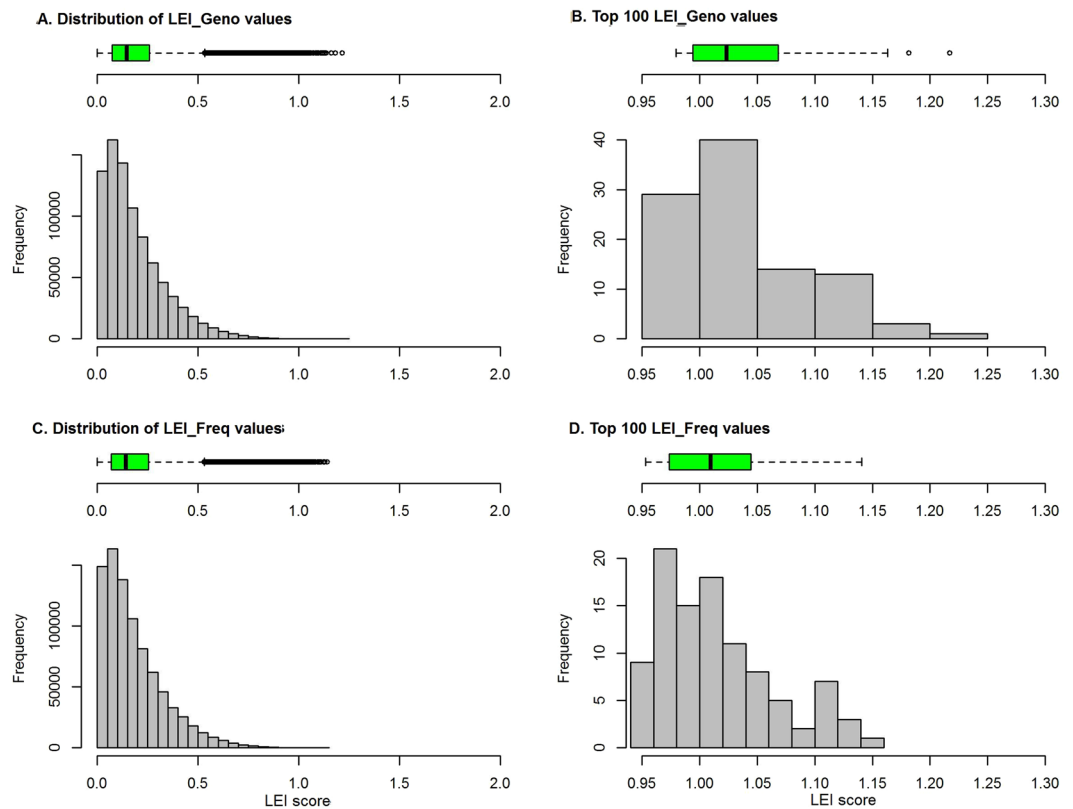 A. Distribution of LEI_Geno values
0.0 0.5 1.0 1.5 2.0
Frequency
0 50000 100000
0.0 0.5 1.0 1.5 2.0
B. Top 100 LEI_Geno values
0.95 1.00 1.05 1.10 1.15 1.20 1.25 1.30
Frequency
0 10 20 30 40
0.95 1.00 1.05 1.10 1.15 1.20 1.25 1.30
C. Distribution of LEI_Freq values
0.0 0.5 1.0 1.5 2.0
Frequency
0 50000 100000
0.0 0.5 1.0 1.5 2.0
LEI score
D. Top 100 LEI_Freq values
0.95 1.00 1.05 1.10 1.15 1.20 1.25 1.30
Frequency
0 5 10 15 20
0.95 1.00 1.05 1.10 1.15 1.20 1.25 1.30
LEI score